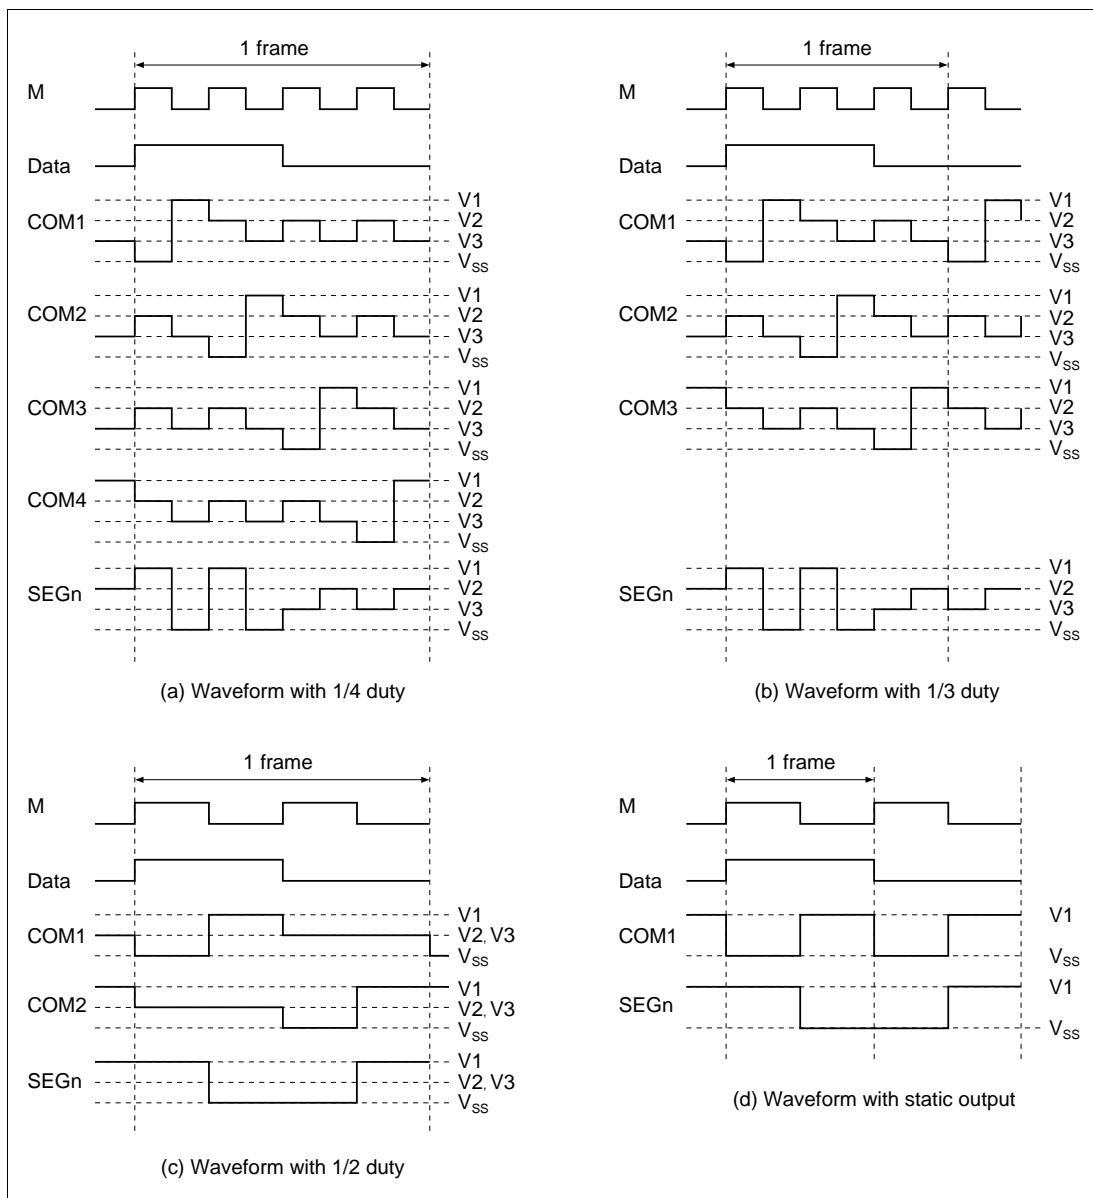 1 frame
M
Data
COM1
V1
V2
V3
VSS
COM2
V1
V2
V3
VSS
COM3
V1
V2
V3
VSS
COM4
V1
V2
V3
VSS
SEGn
V1
V2
V3
VSS
(a) Waveform with 1/4 duty
1 frame
M
Data
COM1
V1
V2
V3
VSS
COM2
V1
V2
V3
VSS
COM3
V1
V2
V3
VSS
SEGn
V1
V2
V3
VSS
(b) Waveform with 1/3 duty
1 frame
M
Data
COM1
V1
V2, V3
VSS
COM2
V1
V2, V3
VSS
SEGn
V1
V2, V3
VSS
(c) Waveform with 1/2 duty
1 frame
M
Data
COM1
V1
VSS
SEGn
V1
VSS
(d) Waveform with static output